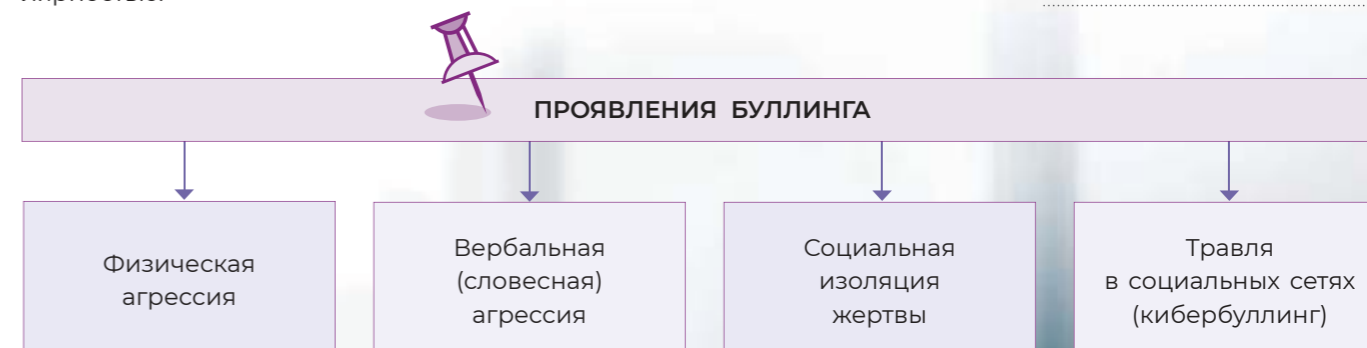 ПРОЯВЛЕНИЯ БУЛЛИНГА
Физическая
агрессия
Вербальная
(словесная)
агрессия
Социальная
изоляция
жертвы
Травля
в социальных сетях
(кибербуллинг)